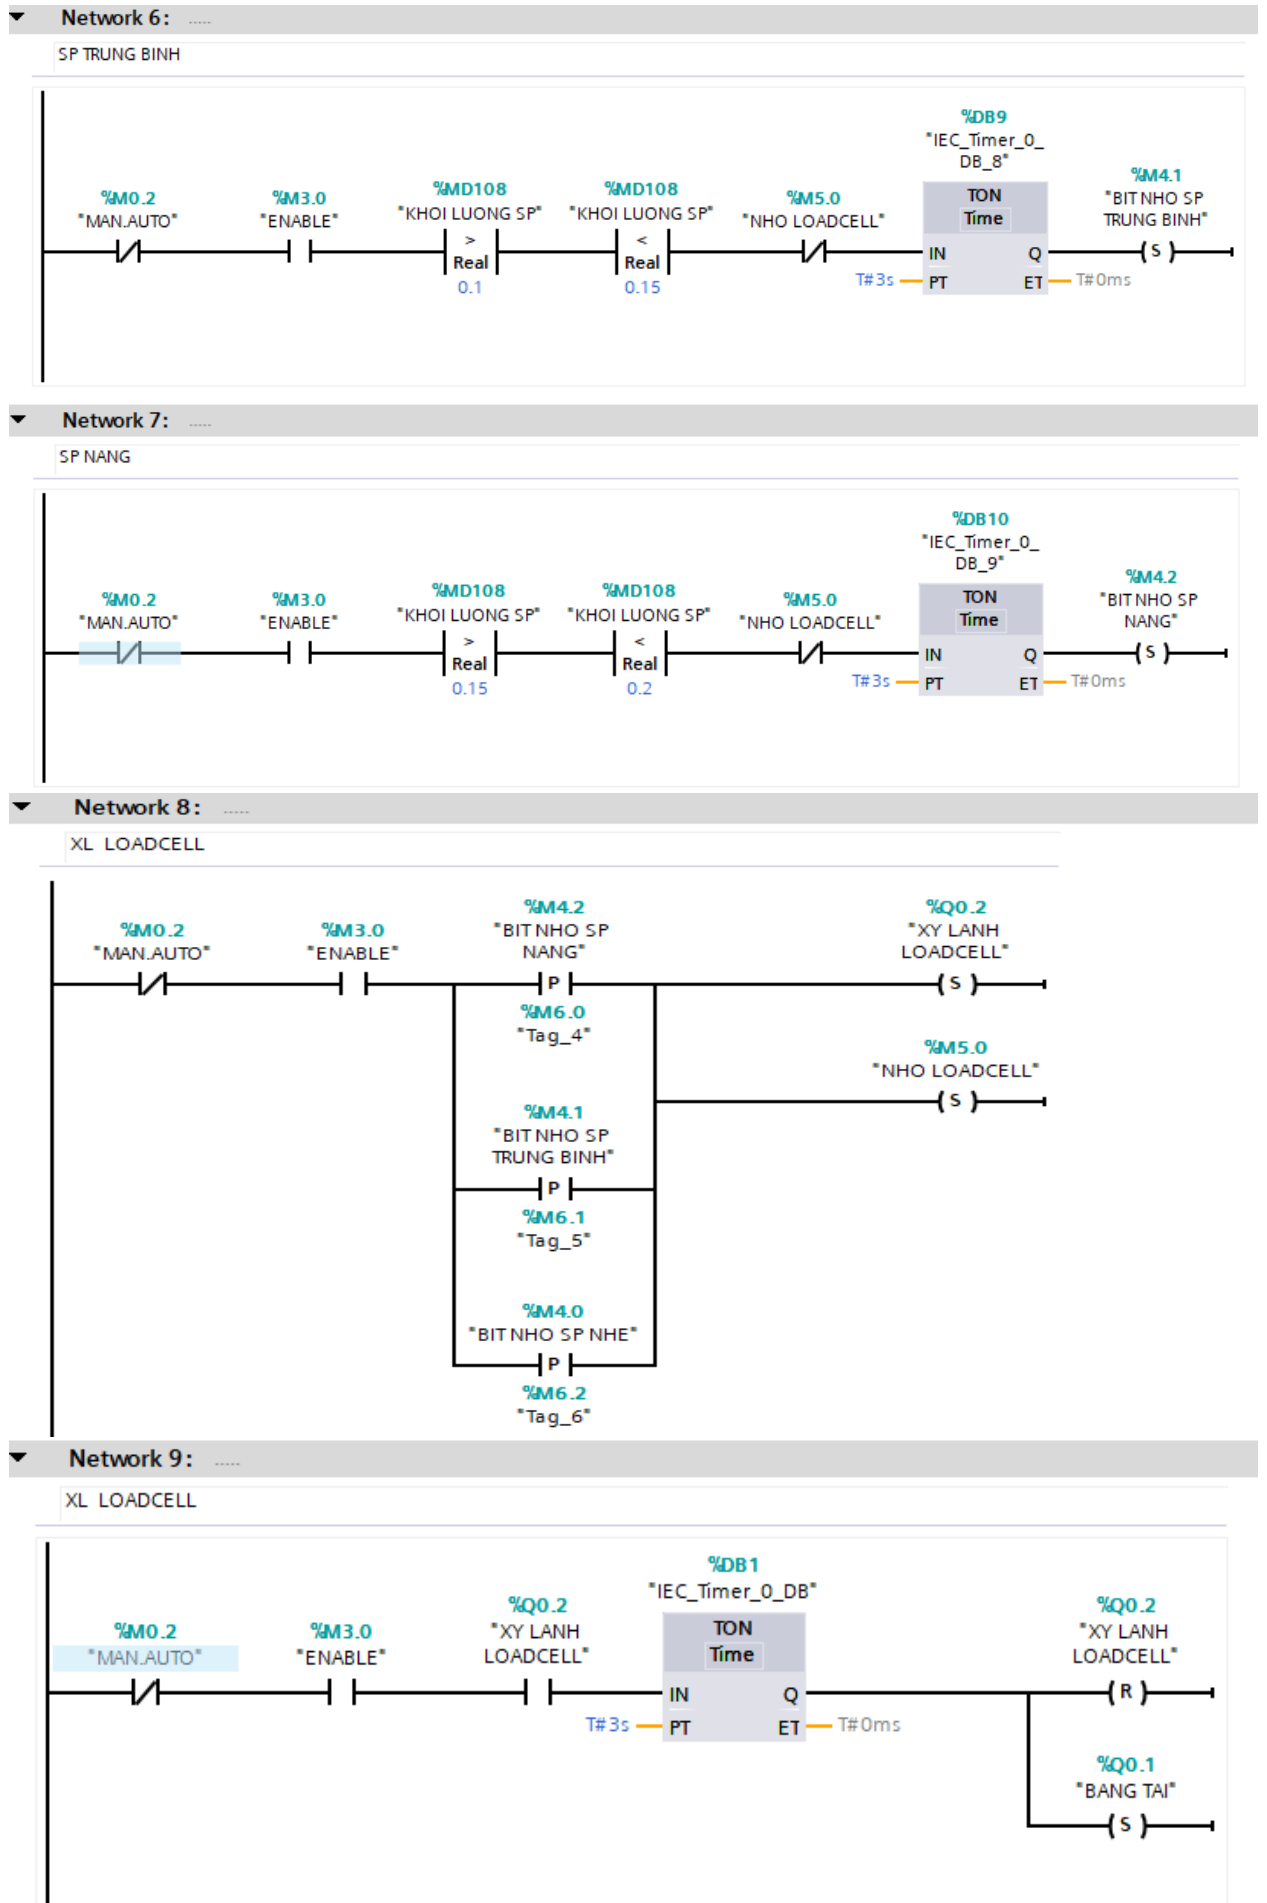 Network 6: .....
SP TRUNG BINH
%DB9
"IEC_Timer_0_
DB_8"
%M0.2
"MAN.AUTO"
%M3.0
"ENABLE"
%MD108
"KHOI LUONG SP"
>
Real
0.1
%MD108
"KHOI LUONG SP"
<
Real
0.15
%M5.0
"NHO LOADCELL"
TON
Time
IN
Q
T#3s
PT
ET
T#0ms
%M4.1
"BIT NHO SP
TRUNG BINH"
S
Network 7: .....
SP NANG
%DB10
"IEC_Timer_0_
DB_9"
%M0.2
"MAN.AUTO"
%M3.0
"ENABLE"
%MD108
"KHOI LUONG SP"
>
Real
0.15
%MD108
"KHOI LUONG SP"
<
Real
0.2
%M5.0
"NHO LOADCELL"
TON
Time
IN
Q
T#3s
PT
ET
T#0ms
%M4.2
"BIT NHO SP
NANG"
S
Network 8: .....
XL LOADCELL
%M0.2
"MAN.AUTO"
%M3.0
"ENABLE"
%M4.2
"BIT NHO SP
NANG"
P
%M6.0
"Tag_4"
%Q0.2
"XY LANH
LOADCELL"
S
%M5.0
"NHO LOADCELL"
S
%M4.1
"BIT NHO SP
TRUNG BINH"
P
%M6.1
"Tag_5"
%M4.0
"BIT NHO SP NHE"
P
%M6.2
"Tag_6"
Network 9: .....
XL LOADCELL
%DB1
"IEC_Timer_0_DB"
%M0.2
"MAN.AUTO"
%M3.0
"ENABLE"
%Q0.2
"XY LANH
LOADCELL"
TON
Time
IN
Q
T#3s
PT
ET
T#0ms
%Q0.2
"XY LANH
LOADCELL"
R
%Q0.1
"BANG TAI"
S